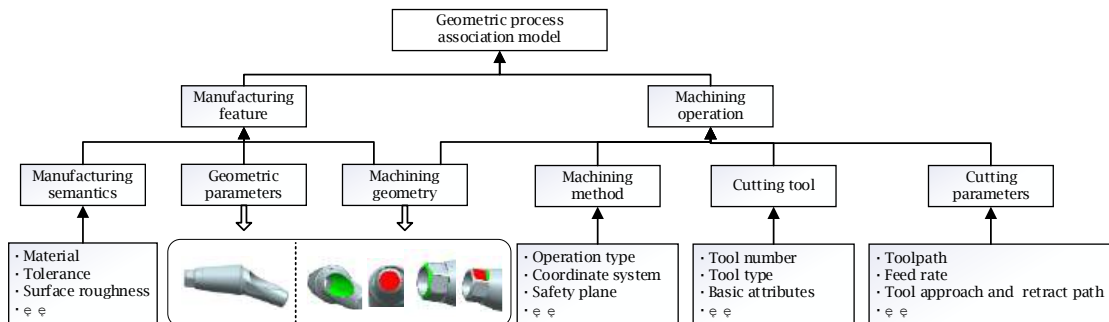 Geometric process
association model
Manufacturing
feature
Machining
operation
Manufacturing
semantics
Geometric
parameters
Machining
geometry
Machining
method
Cutting tool
Cutting
parameters
· Material
· Tolerance
· Surface roughness
· ę ę
· Operation type
· Coordinate system
· Safety plane
· ę ę
· Tool number
· Tool type
· Basic attributes
· ę ę
· Toolpath
· Feed rate
· Tool approach and retract path
· ę ę